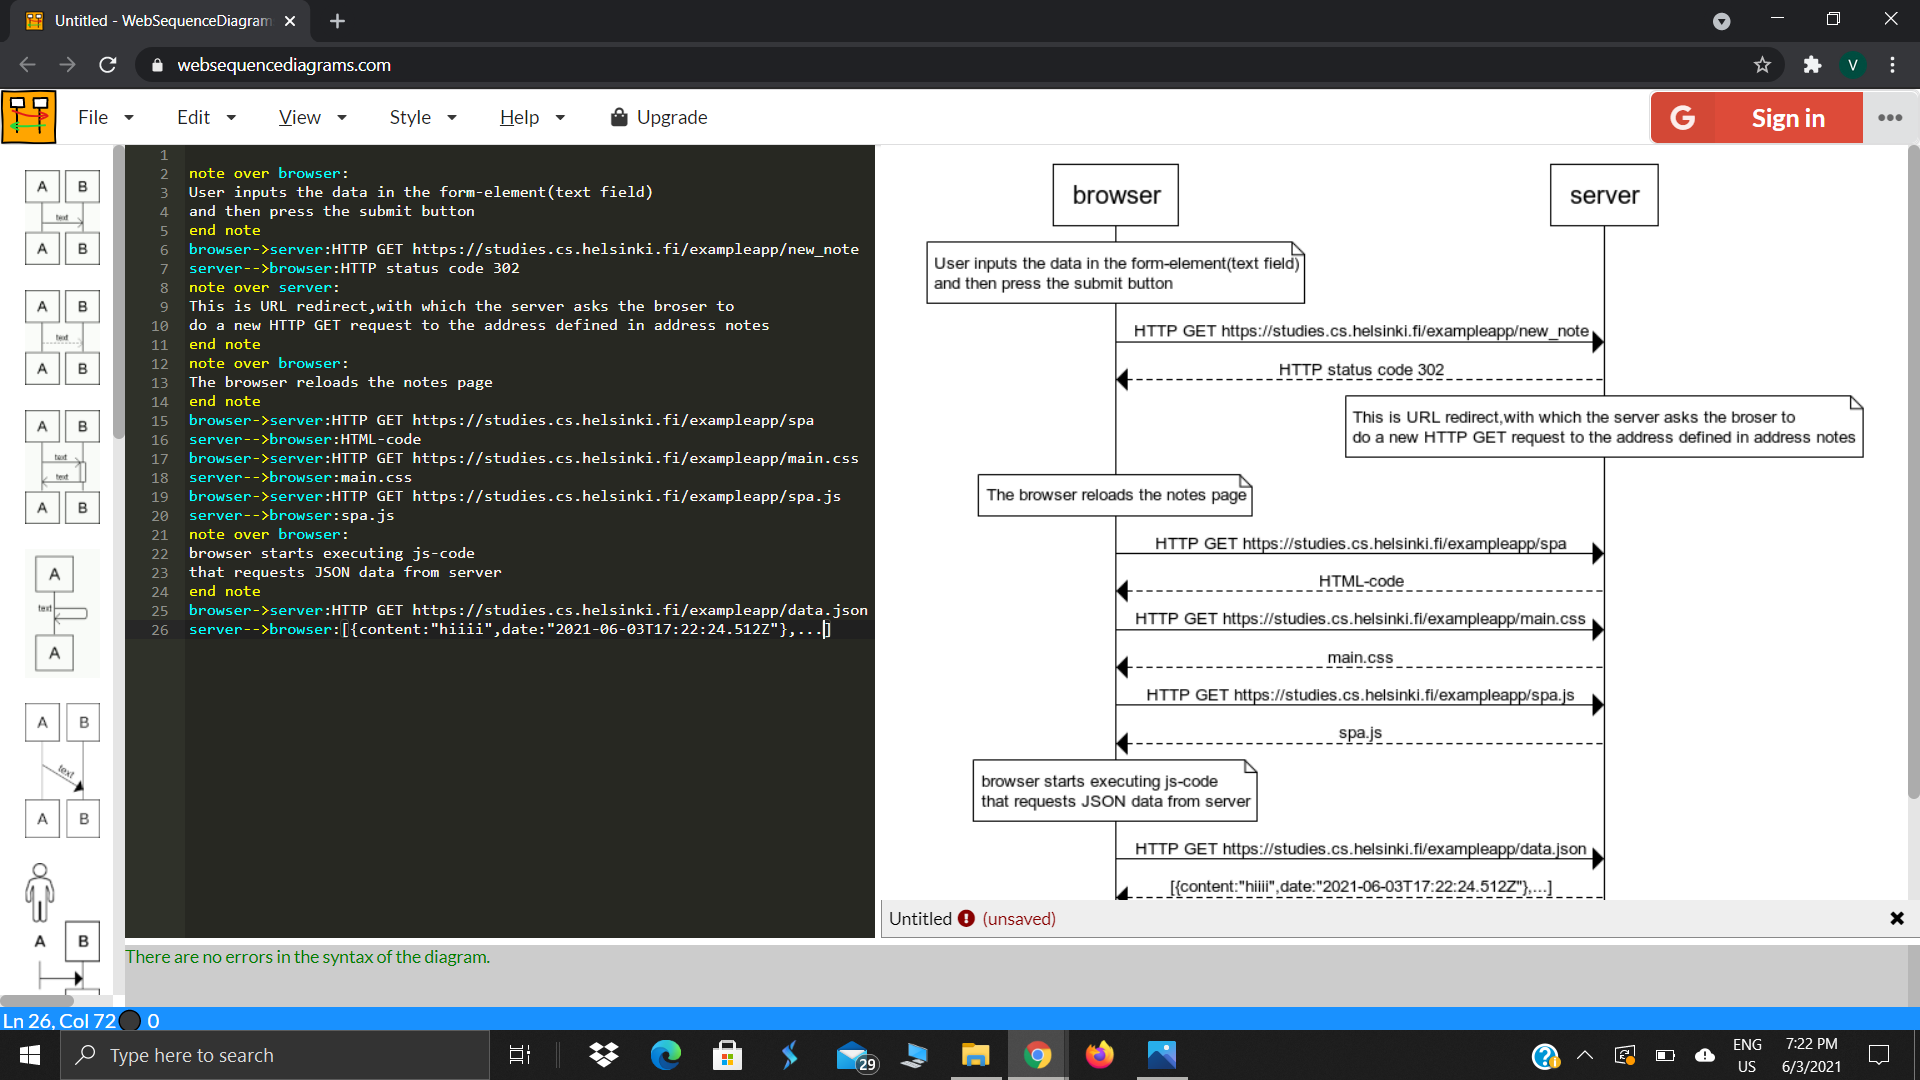 Untitled - WebSequenceDiagram
websequencediagrams.com
V
File
Edit
View
Style
Help
Upgrade
G
Sign in
1
2 note over browser:
3 User inputs the data in the form-element(text field)
4 and then press the submit button
5 end note
6 browser->server:HTTP GET https://studies.cs.helsinki.fi/exampleapp/new_note
7 server-->browser:HTTP status code 302
8 note over server:
9 This is URL redirect,with which the server asks the broser to
10 do a new HTTP GET request to the address defined in address notes
11 end note
12 note over browser:
13 The browser reloads the notes page
14 end note
15 browser->server:HTTP GET https://studies.cs.helsinki.fi/exampleapp/spa
16 server-->browser:HTML-code
17 browser->server:HTTP GET https://studies.cs.helsinki.fi/exampleapp/main.css
18 server-->browser:main.css
19 browser->server:HTTP GET https://studies.cs.helsinki.fi/exampleapp/spa.js
20 server-->browser:spa.js
21 note over browser:
22 browser starts executing js-code
23 that requests JSON data from server
24 end note
25 browser->server:HTTP GET https://studies.cs.helsinki.fi/exampleapp/data.json
26 server-->browser:[{content:"hiiii",date:"2021-06-03T17:22:24.512Z"},...]
A B
text
A B
A B
text
A B
A B
text
text
A B
A
text
A
A B
text
A B
A B
browser
server
User inputs the data in the form-element(text field)
and then press the submit button
HTTP GET https://studies.cs.helsinki.fi/exampleapp/new_note
HTTP status code 302
This is URL redirect,with which the server asks the broser to
do a new HTTP GET request to the address defined in address notes
The browser reloads the notes page
HTTP GET https://studies.cs.helsinki.fi/exampleapp/spa
HTML-code
HTTP GET https://studies.cs.helsinki.fi/exampleapp/main.css
main.css
HTTP GET https://studies.cs.helsinki.fi/exampleapp/spa.js
spa.js
browser starts executing js-code
that requests JSON data from server
HTTP GET https://studies.cs.helsinki.fi/exampleapp/data.json
[{content:"hiiii",date:"2021-06-03T17:22:24.512Z"},...]
Untitled (unsaved)
There are no errors in the syntax of the diagram.
Ln 26, Col 72 0
Type here to search
29
ENG
US
7:22 PM
6/3/2021